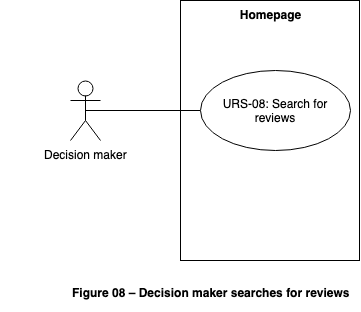 Homepage
URS-08: Search for
reviews
Decision maker
Figure 08 – Decision maker searches for reviews